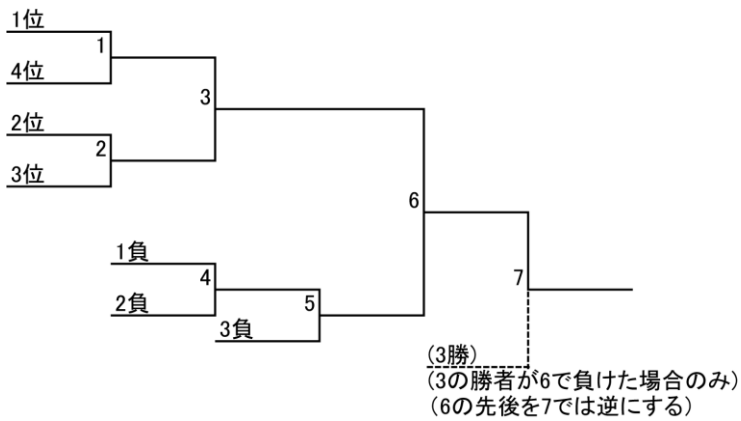 1位
1
4位
3
2位
2
3位
6
1負
4
2負
5
3負
7
(3勝)
(3の勝者が6で負けた場合のみ)
(6の先後を7では逆にする)